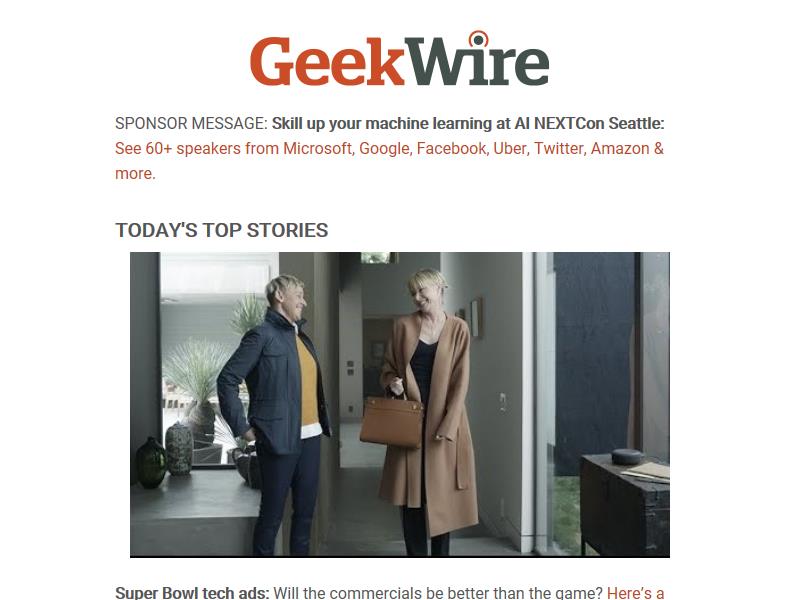 GeekWire
SPONSOR MESSAGE: Skill up your machine learning at AI NEXTCon Seattle:
See 60+ speakers from Microsoft, Google, Facebook, Uber, Twitter, Amazon &
more.
TODAY'S TOP STORIES
Super Bowl tech ads: Will the commercials be better than the game? Here's a